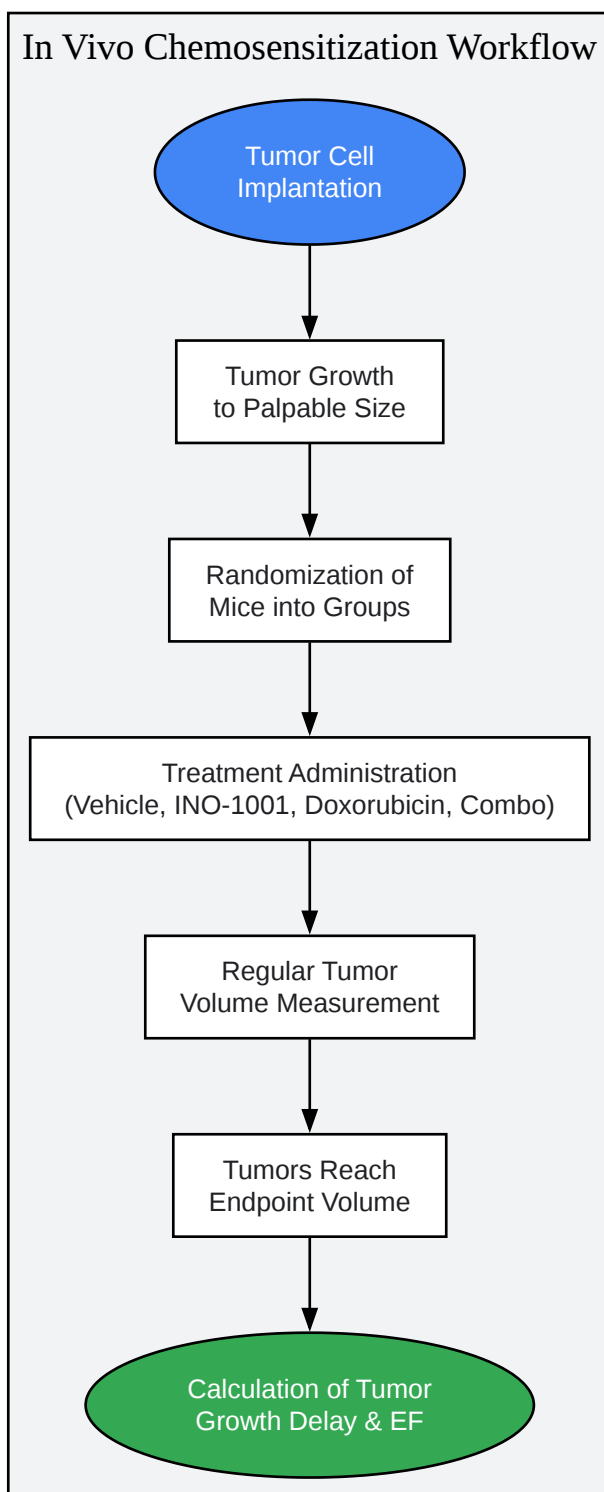 In Vivo Chemosensitization Workflow
Tumor Cell
Implantation
Tumor Growth
to Palpable Size
Randomization of
Mice into Groups
Treatment Administration
(Vehicle, INO-1001, Doxorubicin, Combo)
Regular Tumor
Volume Measurement
Tumors Reach
Endpoint Volume
Calculation of Tumor
Growth Delay & EF